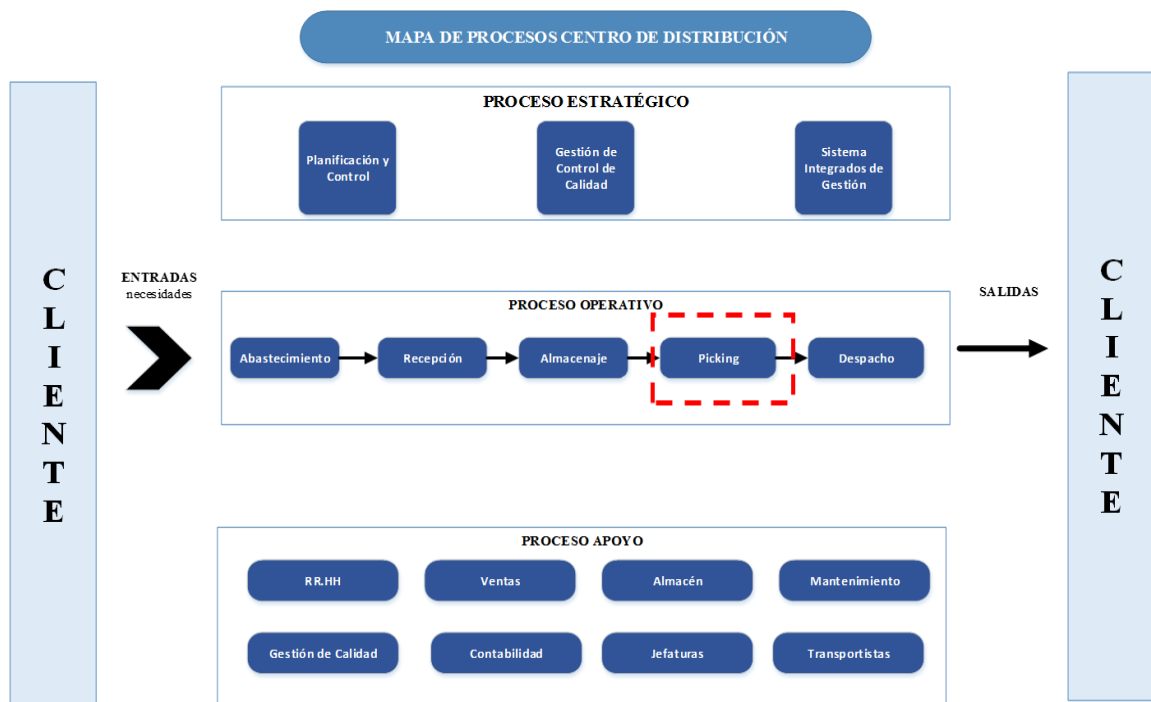 MAPA DE PROCESOS CENTRO DE DISTRIBUCIÓN
CLIENTE
PROCESO ESTRATÉGICO
Planificación y
Control
Gestión de
Control de
Calidad
Sistema
Integrados de
Gestión
ENTRADAS
necesidades
PROCESO OPERATIVO
Abastecimiento
Recepción
Almacenaje
Picking
Despacho
SALIDAS
CLIENTE
PROCESO APOYO
RR.HH
Ventas
Almacén
Mantenimiento
Gestión de Calidad
Contabilidad
Jefaturas
Transportistas